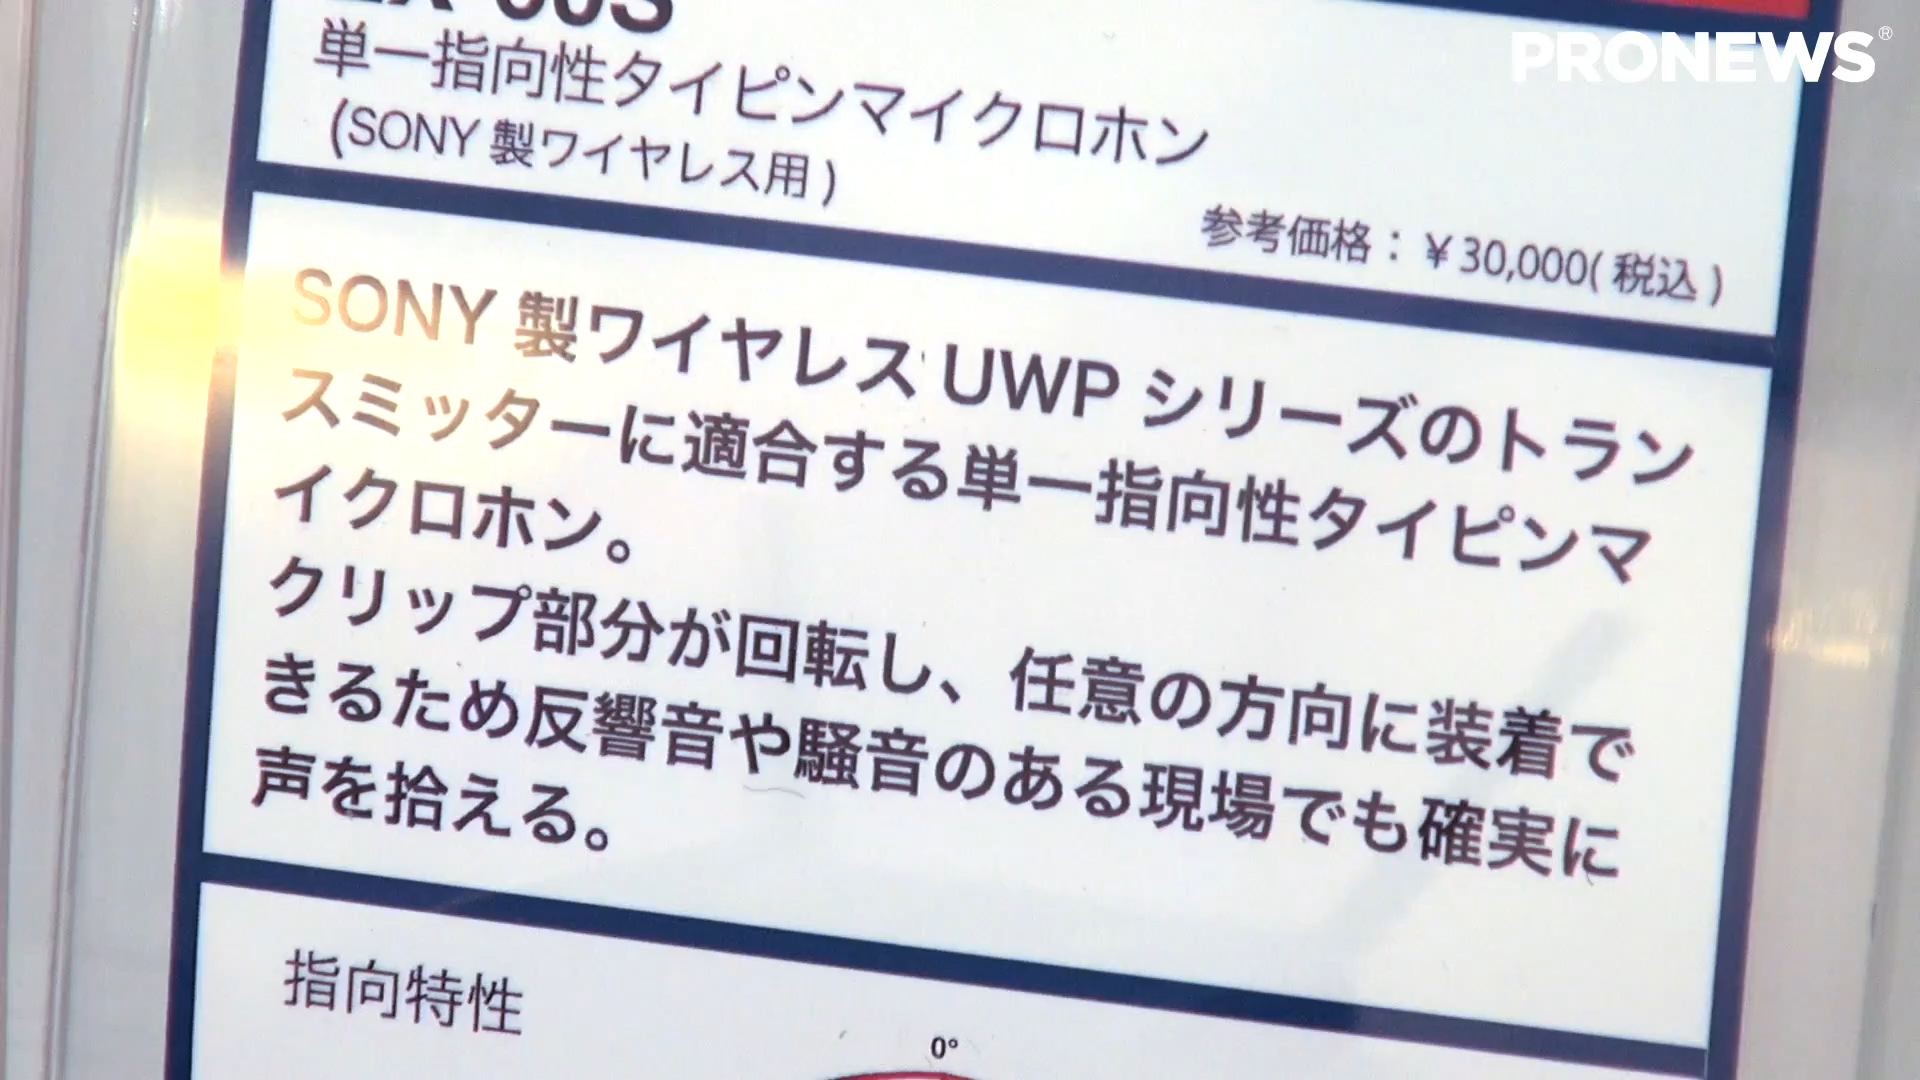 PRONEWS®
単一指向性タイピンマイクロホン
(SONY 製ワイヤレス用)
参考価格：￥30,000(税込)
SONY 製ワイヤレス UWP シリーズのトラン
スミッターに適合する単一指向性タイピンマ
イクロホン。
クリップ部分が回転し、任意の方向に装着で
きるため反響音や騒音のある現場でも確実に
声を拾える。
指向特性
0°